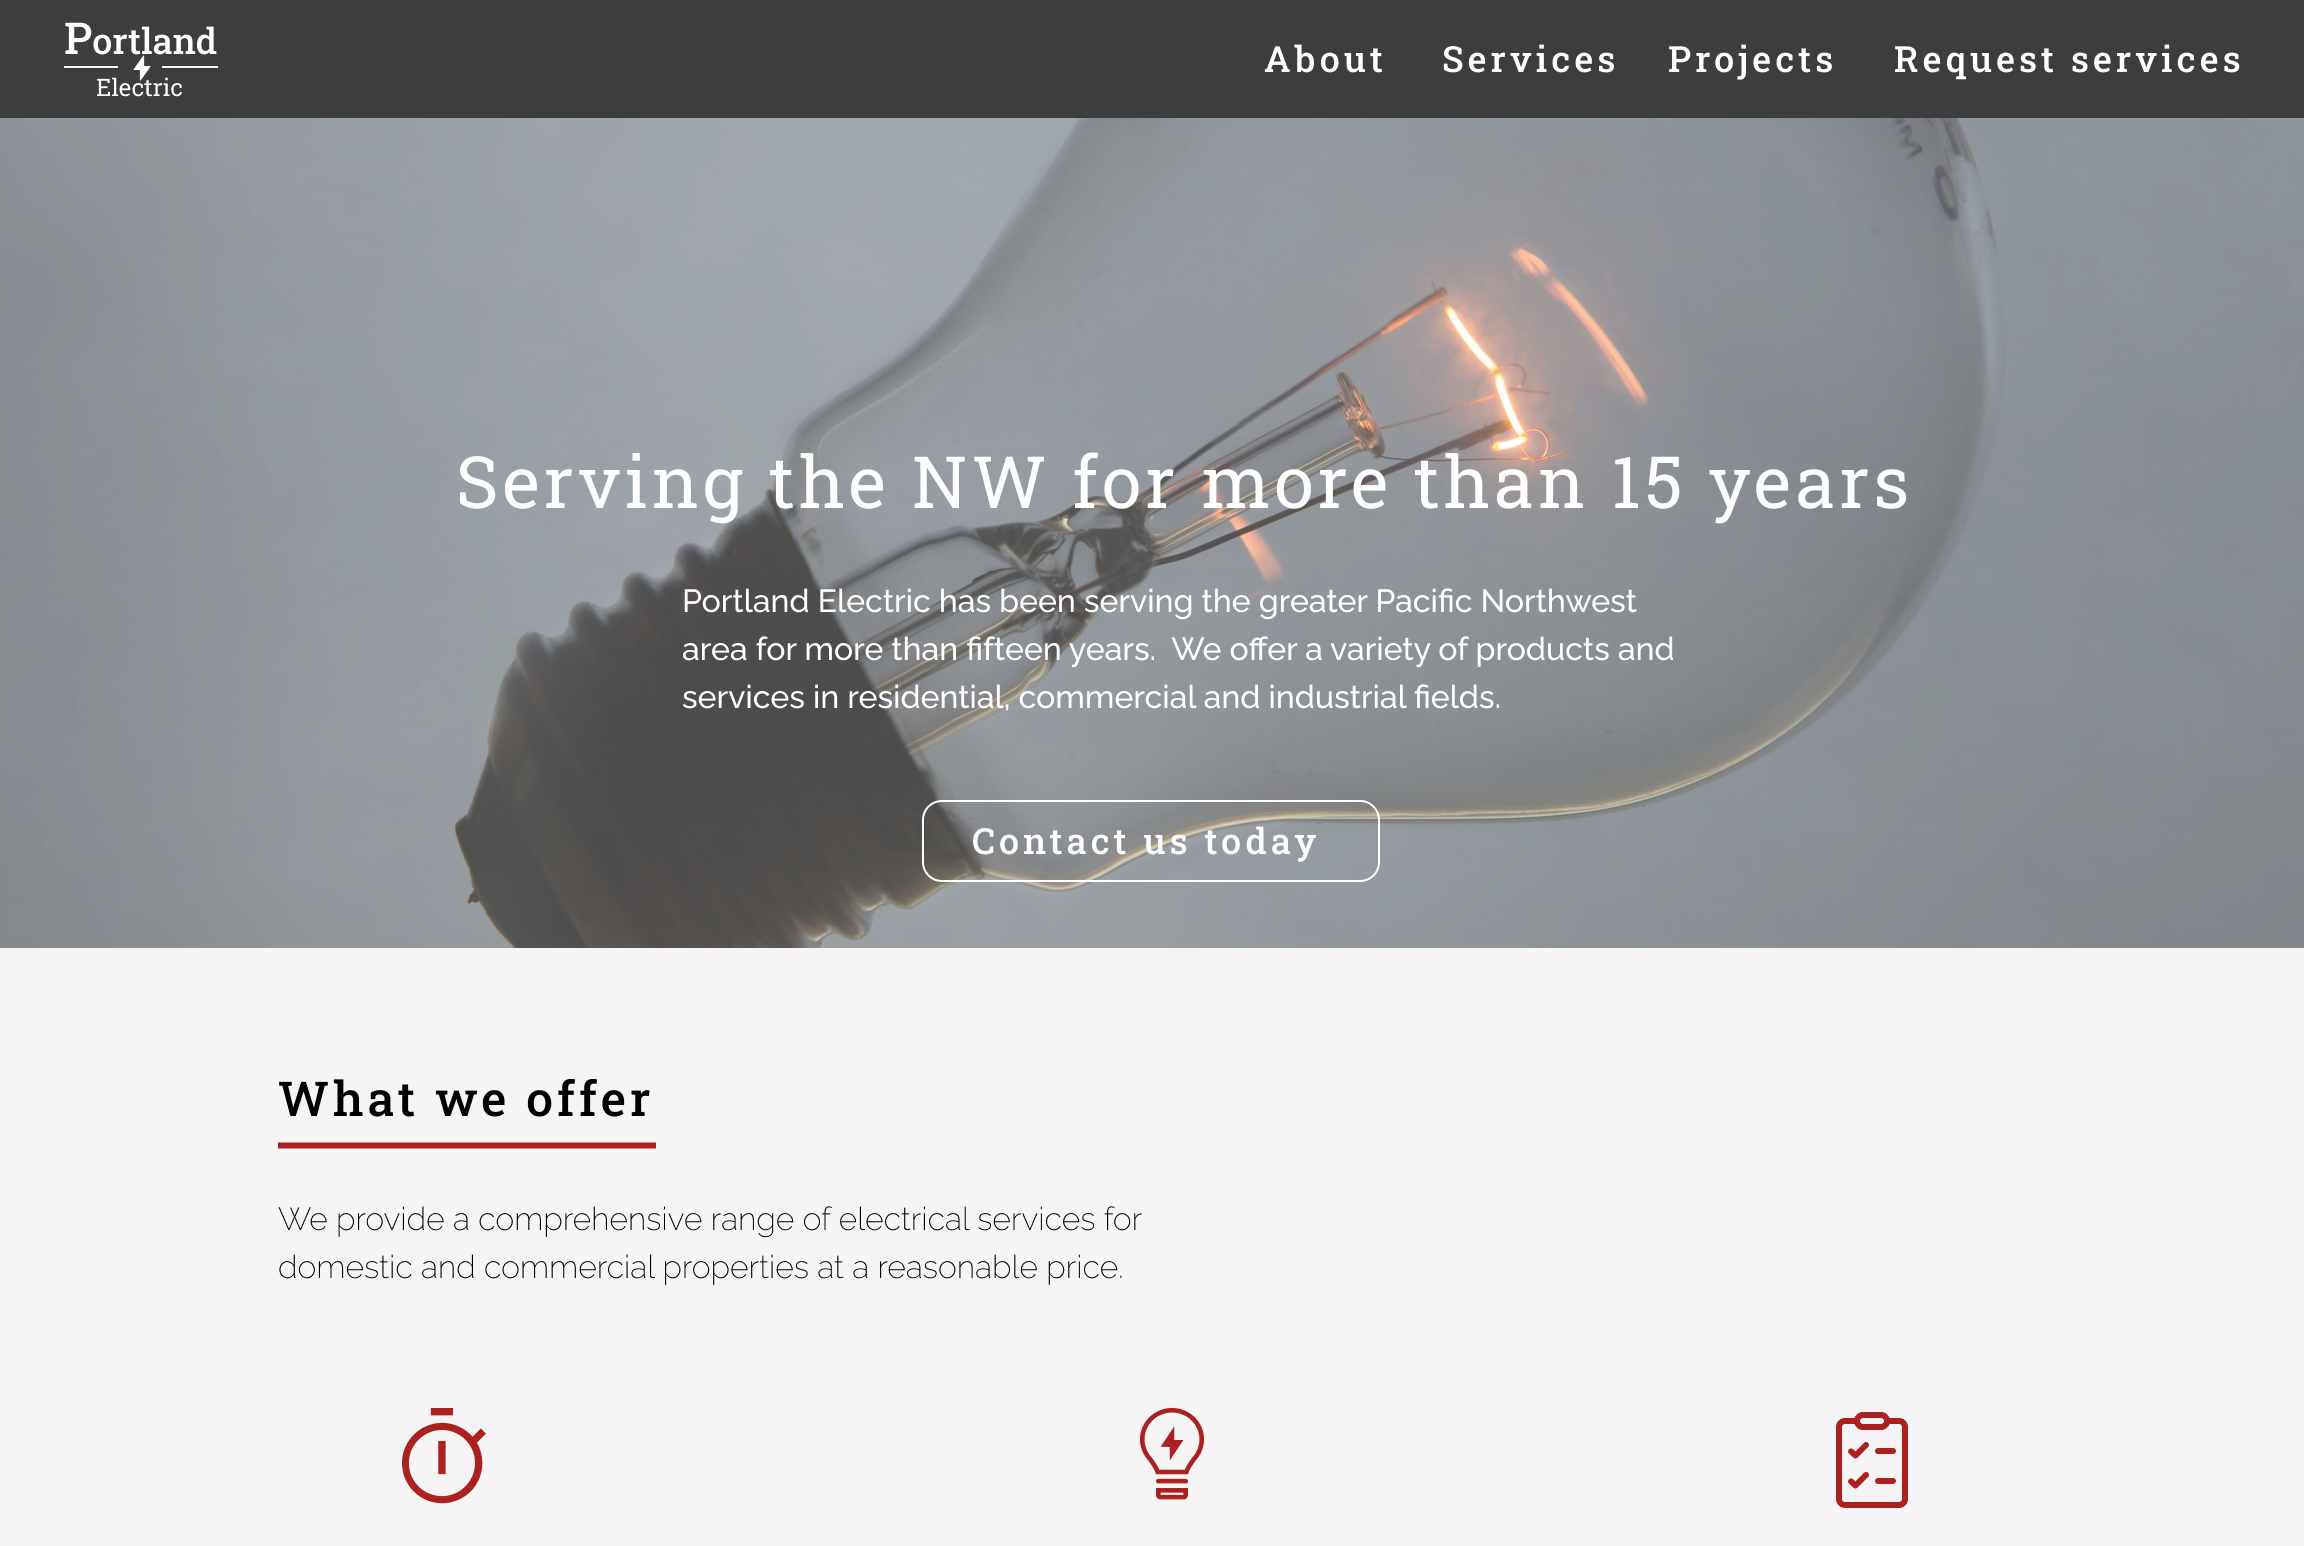 Portland
Electric
About Services Projects Request services
Serving the NW for more than 15 years
Portland Electric has been serving the greater Pacific Northwest
area for more than fifteen years. We offer a variety of products and
services in residential, commercial and industrial fields.
Contact us today
What we offer
We provide a comprehensive range of electrical services for
domestic and commercial properties at a reasonable price.